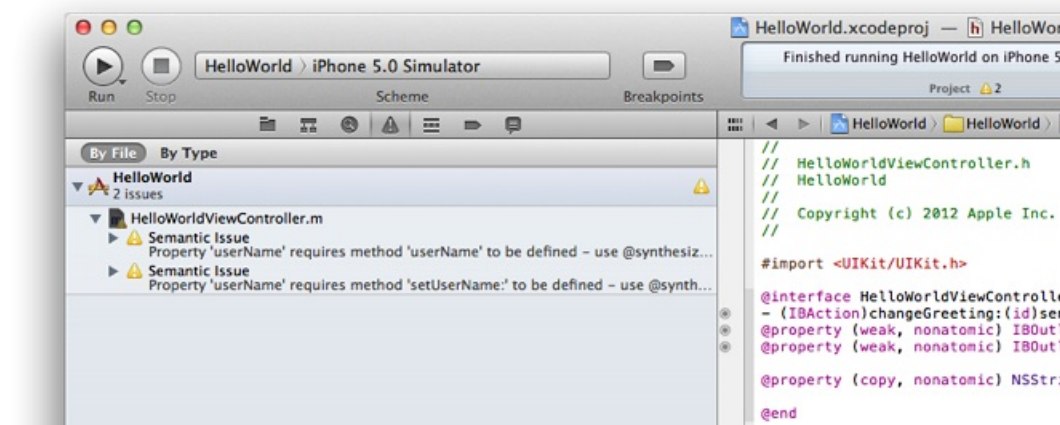 HelloWorld.xcodeproj — h HelloWor
Run Stop
HelloWorld 〉 iPhone 5.0 Simulator
Scheme
Breakpoints
Finished running HelloWorld on iPhone 5
Project 2
By File By Type
HelloWorld
2 issues
HelloWorldViewController.m
Semantic Issue
Property 'userName' requires method 'userName' to be defined – use @synthesiz...
Semantic Issue
Property 'userName' requires method 'setUserName:' to be defined – use @synth...
HelloWorld 〉 HelloWorld 〉
//
// HelloWorldViewController.h
// HelloWorld
//
// Copyright (c) 2012 Apple Inc.
//
#import <UIKit/UIKit.h>
@interface HelloWorldViewControlle
- (IBAction)changeGreeting:(id)sen
@property (weak, nonatomic) IBOutl
@property (weak, nonatomic) IBOutl
@property (copy, nonatomic) NSStri
@end